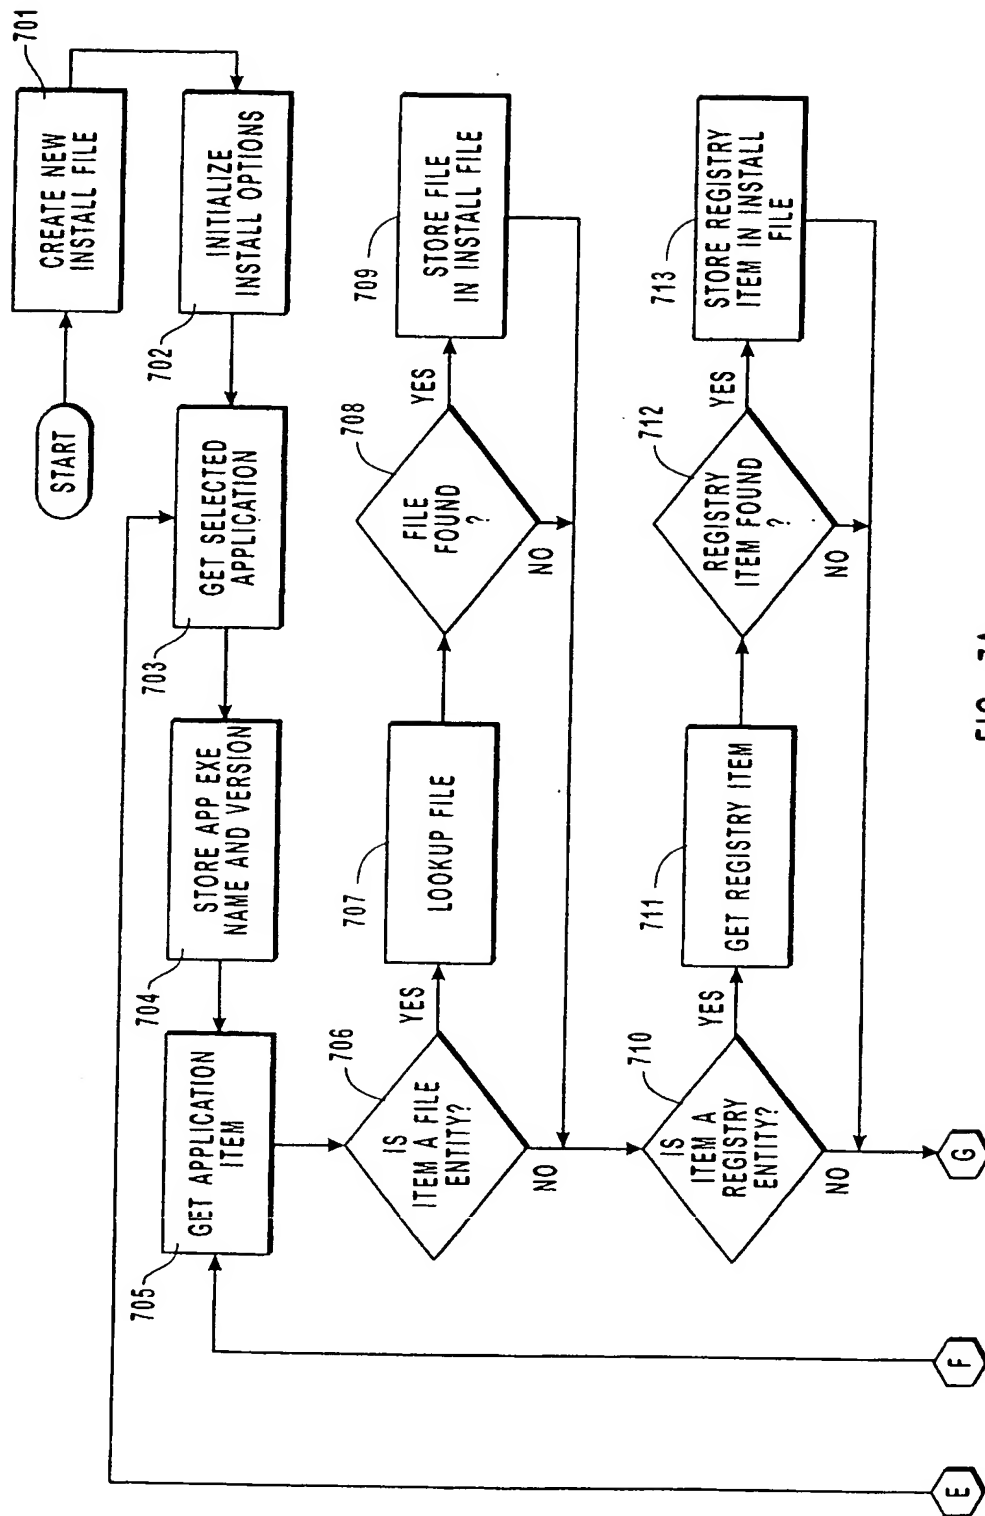 701
CREATE NEW
INSTALL FILE
START
702
INITIALIZE
INSTALL OPTIONS
703
GET SELECTED
APPLICATION
704
STORE APP EXE
NAME AND VERSION
705
GET APPLICATION
ITEM
706
IS
ITEM A FILE
ENTITY?
YES
NO
707
LOOKUP FILE
708
FILE
FOUND
?
YES
NO
709
STORE FILE
IN INSTALL FILE
710
IS
ITEM A
REGISTRY
ENTITY?
YES
NO
711
GET REGISTRY ITEM
712
REGISTRY
ITEM FOUND
?
YES
NO
713
STORE REGISTRY
ITEM IN INSTALL
FILE
E
F
G
FIG. 7A